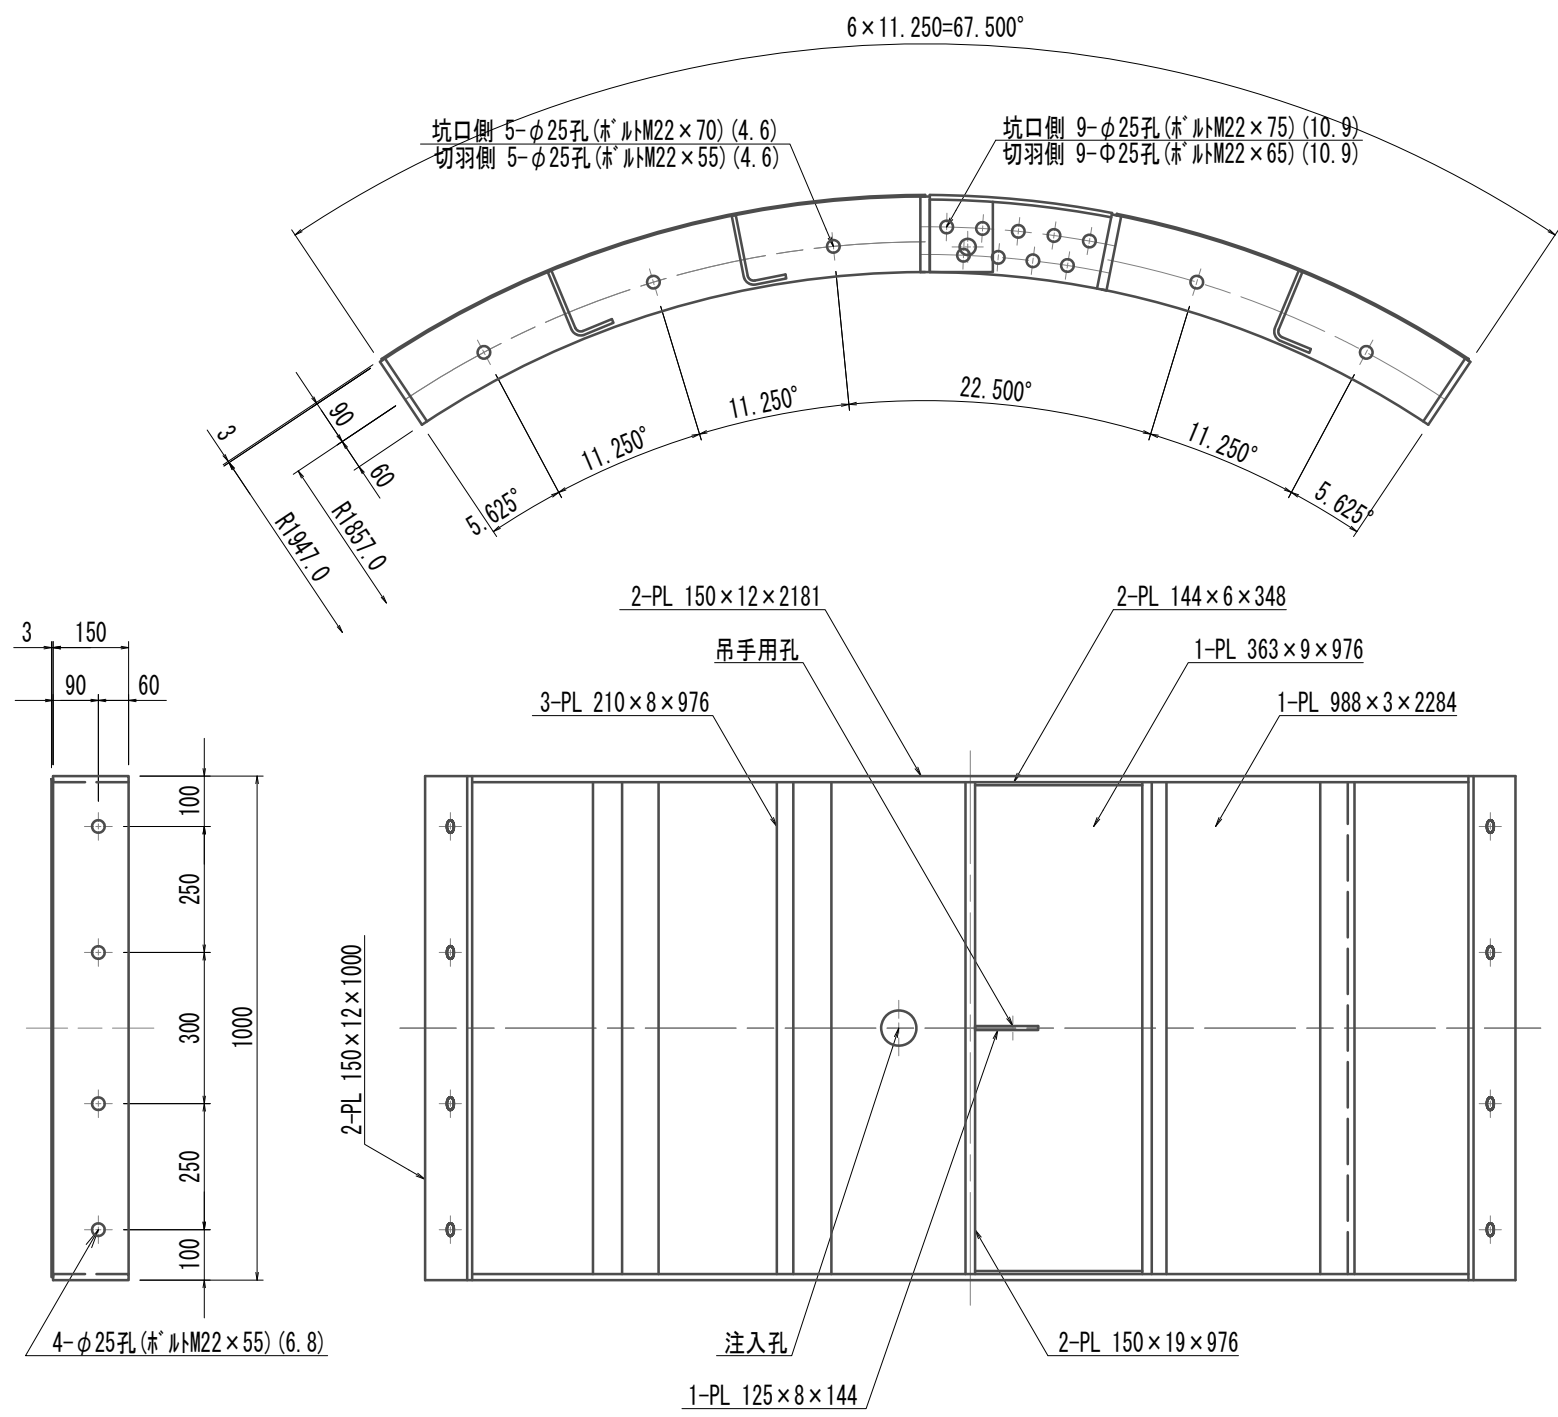 6×11.250=67.500°
坑口側 5-φ25孔(ﾎﾞﾙﾄM22×70)(4.6)
切羽側 5-φ25孔(ﾎﾞﾙﾄM22×55)(4.6)
坑口側 9-φ25孔(ﾎﾞﾙﾄM22×75)(10.9)
切羽側 9-Φ25孔(ﾎﾞﾙﾄM22×65)(10.9)
3
90
60
R1947.0
R1857.0
5.625°
11.250°
11.250°
22.500°
11.250°
5.625°
2-PL 150×12×2181
2-PL 144×6×348
吊手用孔
1-PL 363×9×976
3-PL 210×8×976
1-PL 988×3×2284
3
150
90
60
100
250
300
250
100
1000
2-PL 150×12×1000
4-φ25孔(ﾎﾞﾙﾄM22×55)(6.8)
注入孔
2-PL 150×19×976
1-PL 125×8×144